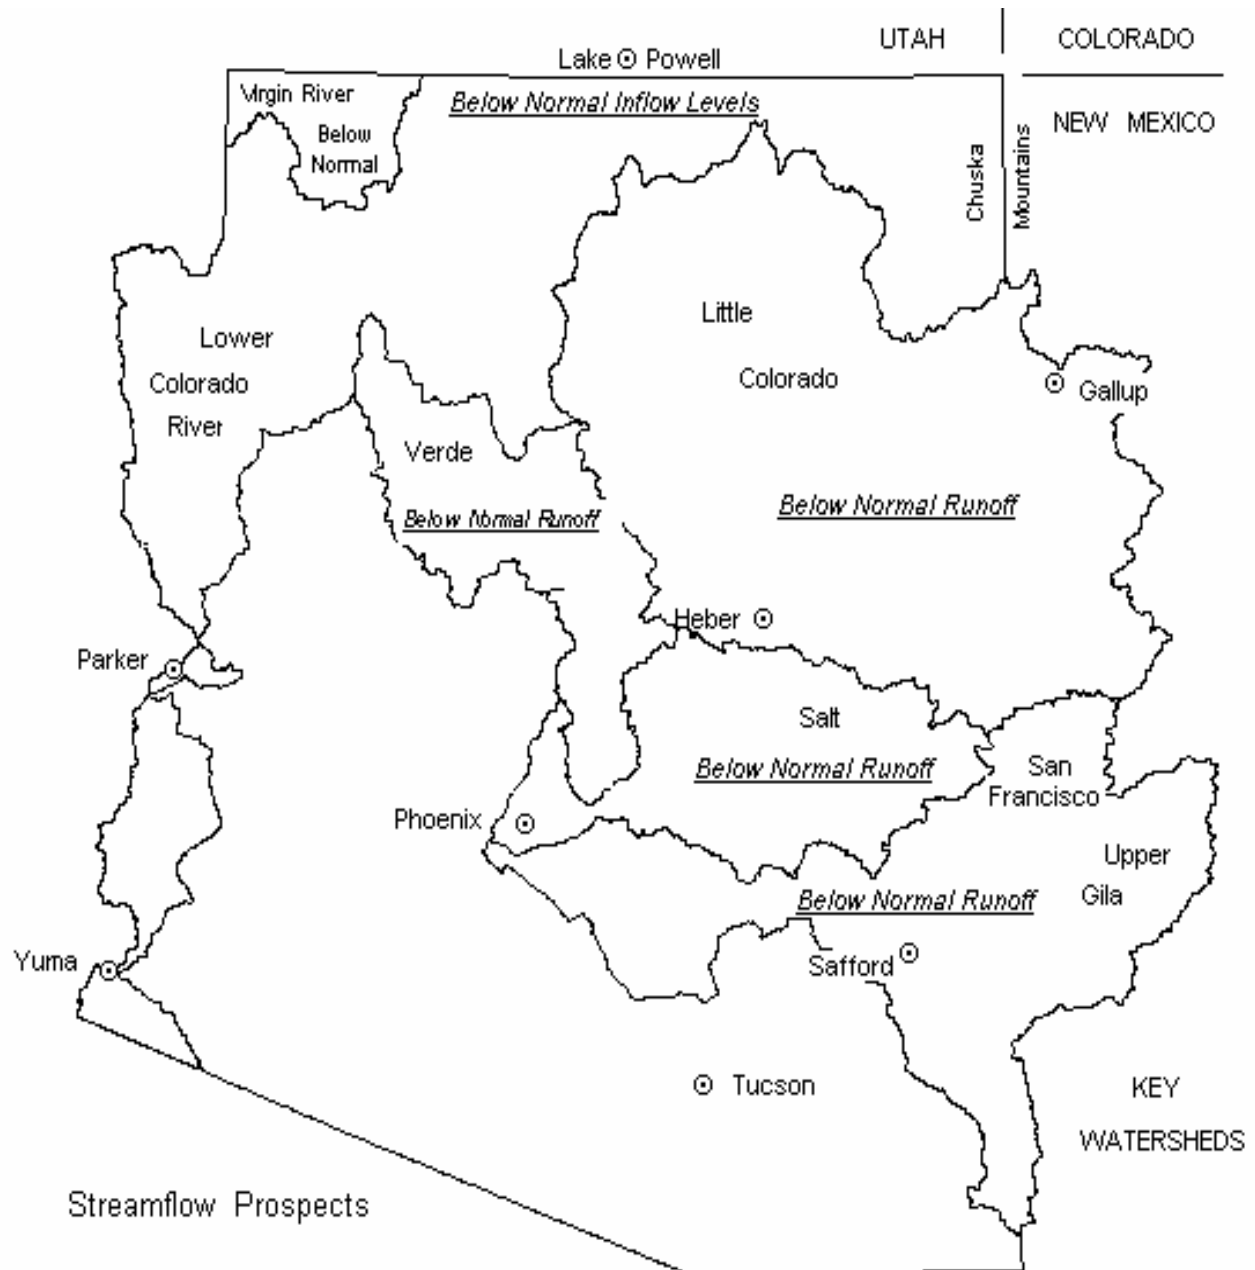 UTAH
COLORADO
Lake Powell
Virgin River
Below Normal Inflow Levels
NEW MEXICO
Below
Normal
Chuska
Mountains
Little
Lower
Colorado
Colorado
Gallup
River
Verde
Below Normal Runoff
Below Normal Runoff
Heber
Parker
Salt
Below Normal Runoff
San
Francisco
Phoenix
Upper
Gila
Below Normal Runoff
Yuma
Safford
Tucson
KEY
WATERSHEDS
Streamflow Prospects